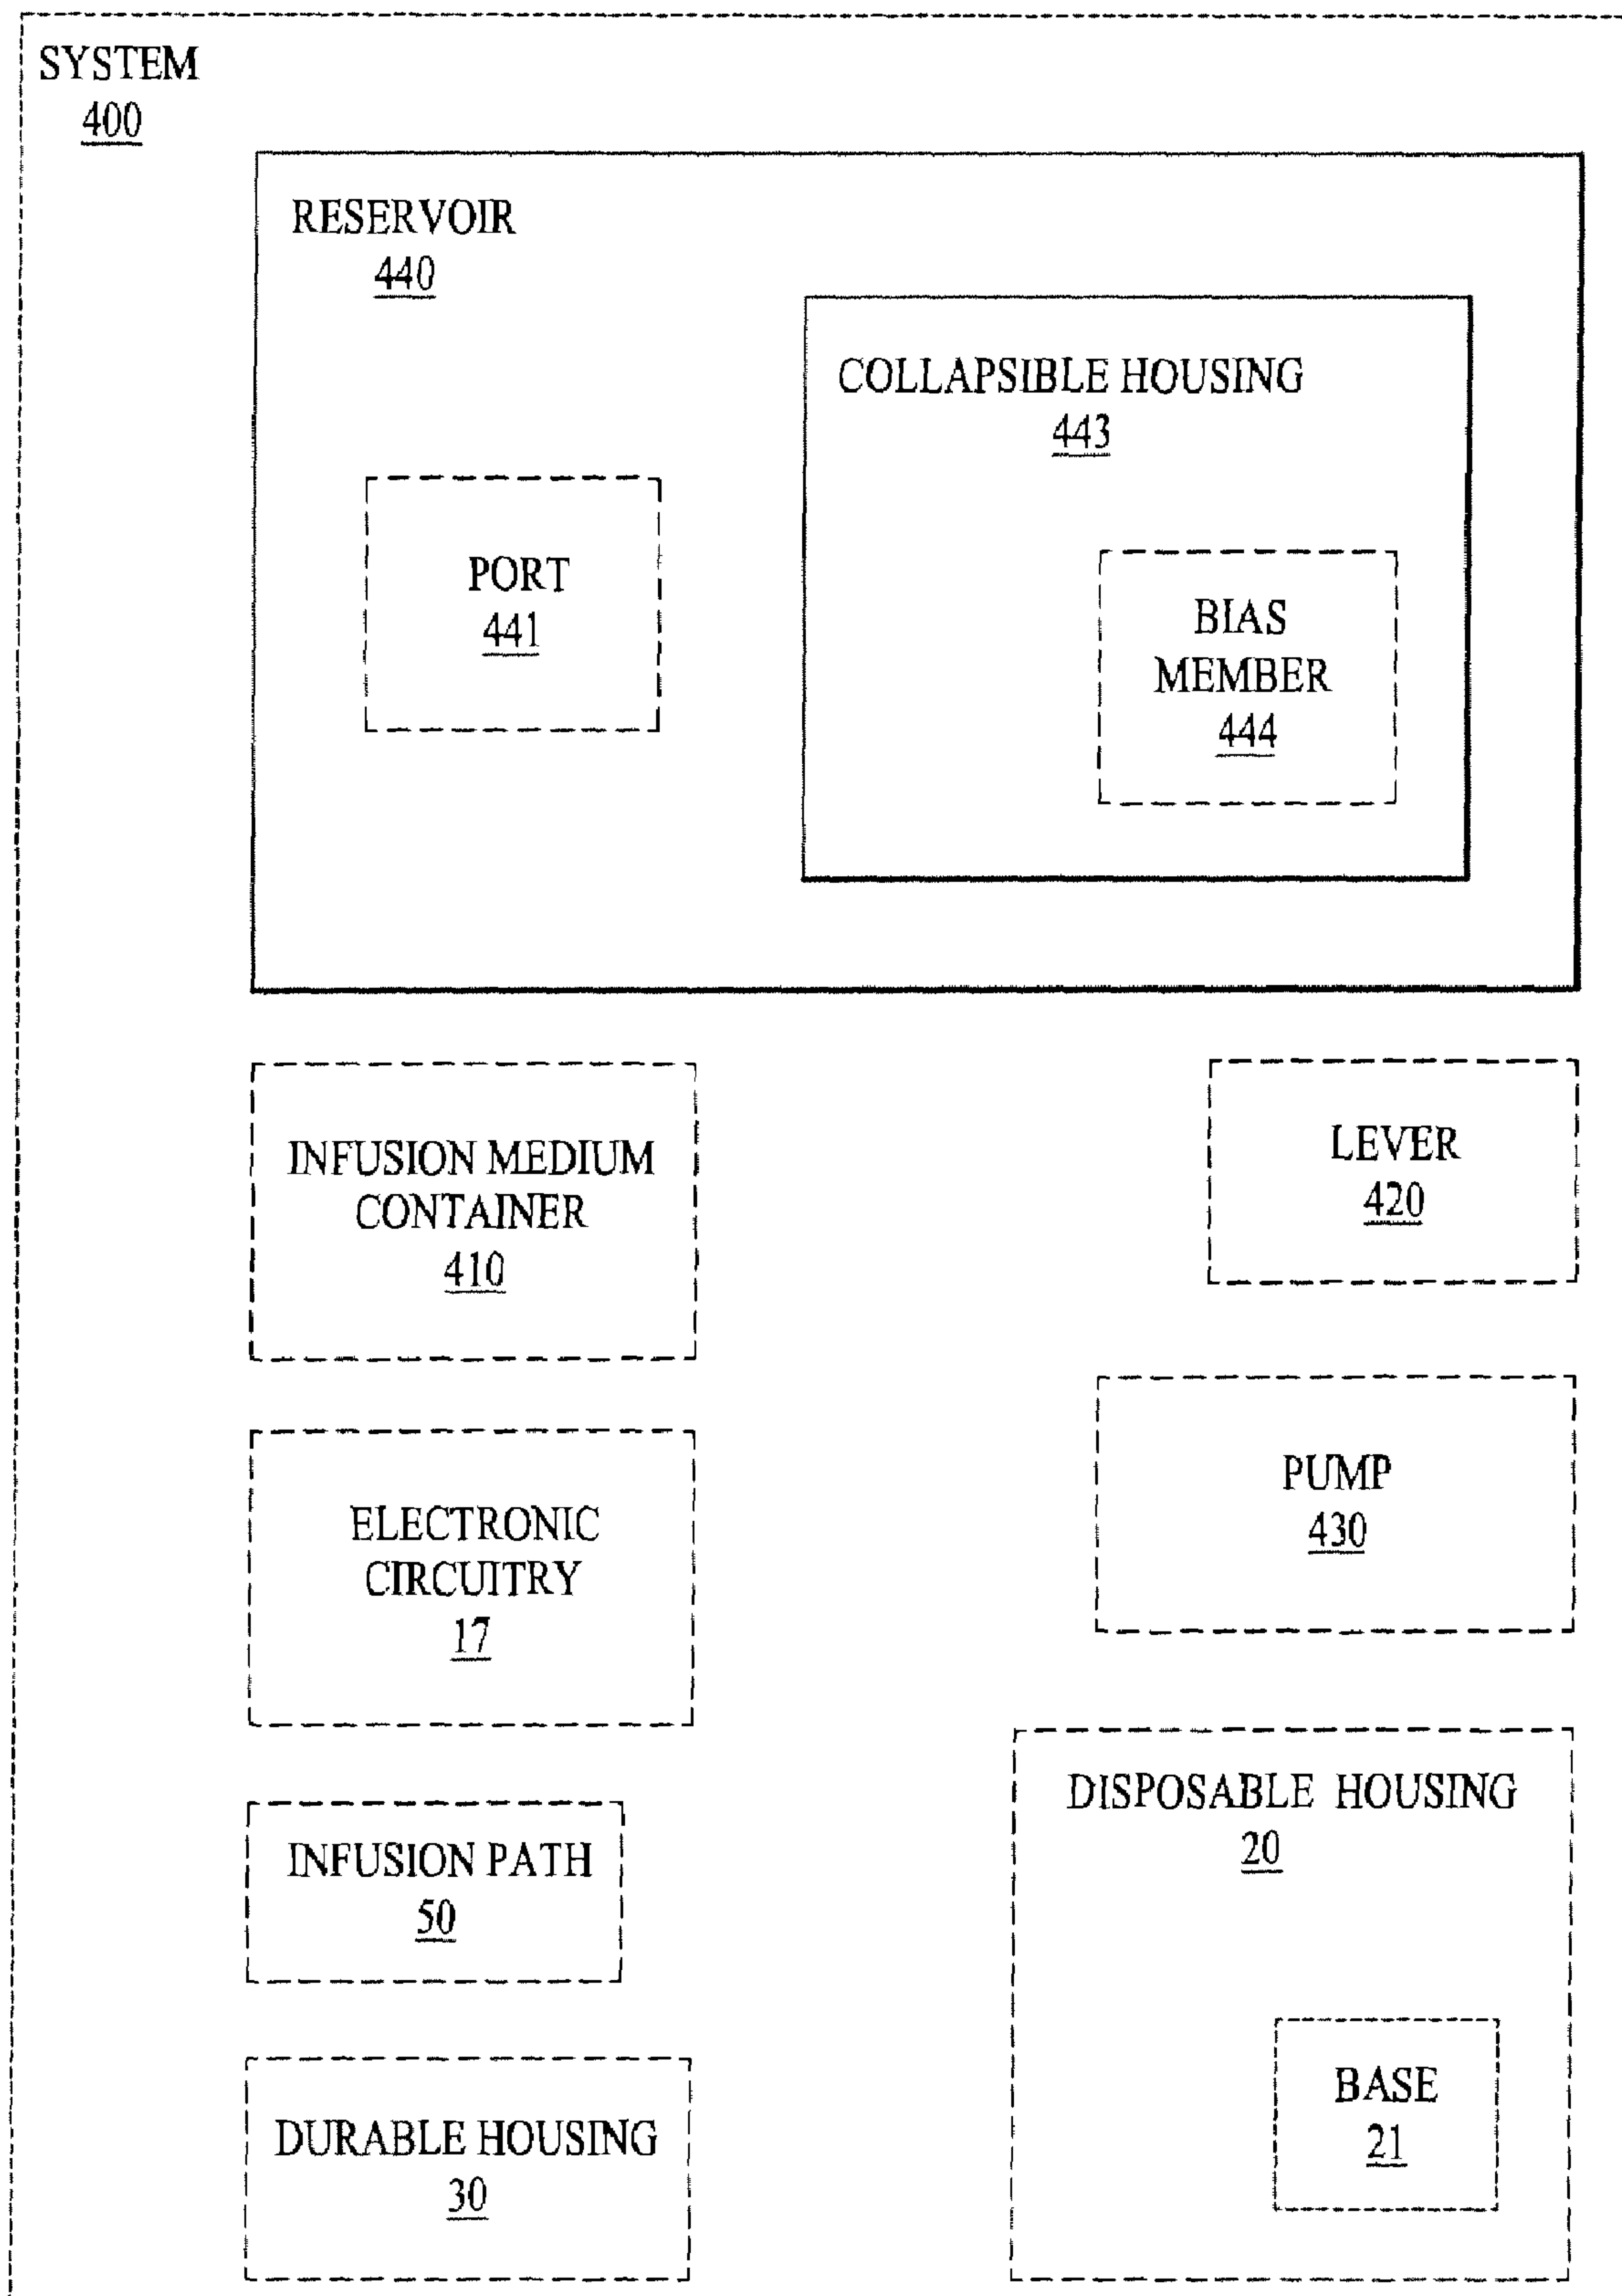 SYSTEM
400
RESERVOIR
440
COLLAPSIBLE HOUSING
443
PORT
441
BIAS
MEMBER
444
INFUSION MEDIUM
CONTAINER
410
LEVER
420
ELECTRONIC
CIRCUITRY
17
PUMP
430
INFUSION PATH
50
DISPOSABLE HOUSING
20
BASE
21
DURABLE HOUSING
30